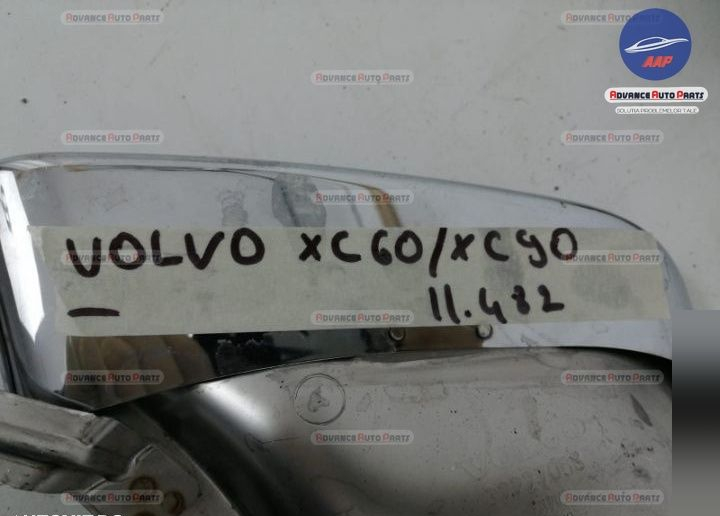 AAP
ADVANCE AUTO PARTS
SOLUTIA PROBLEMELOR TALE
VOLVO XC60/XC90
— 11.482